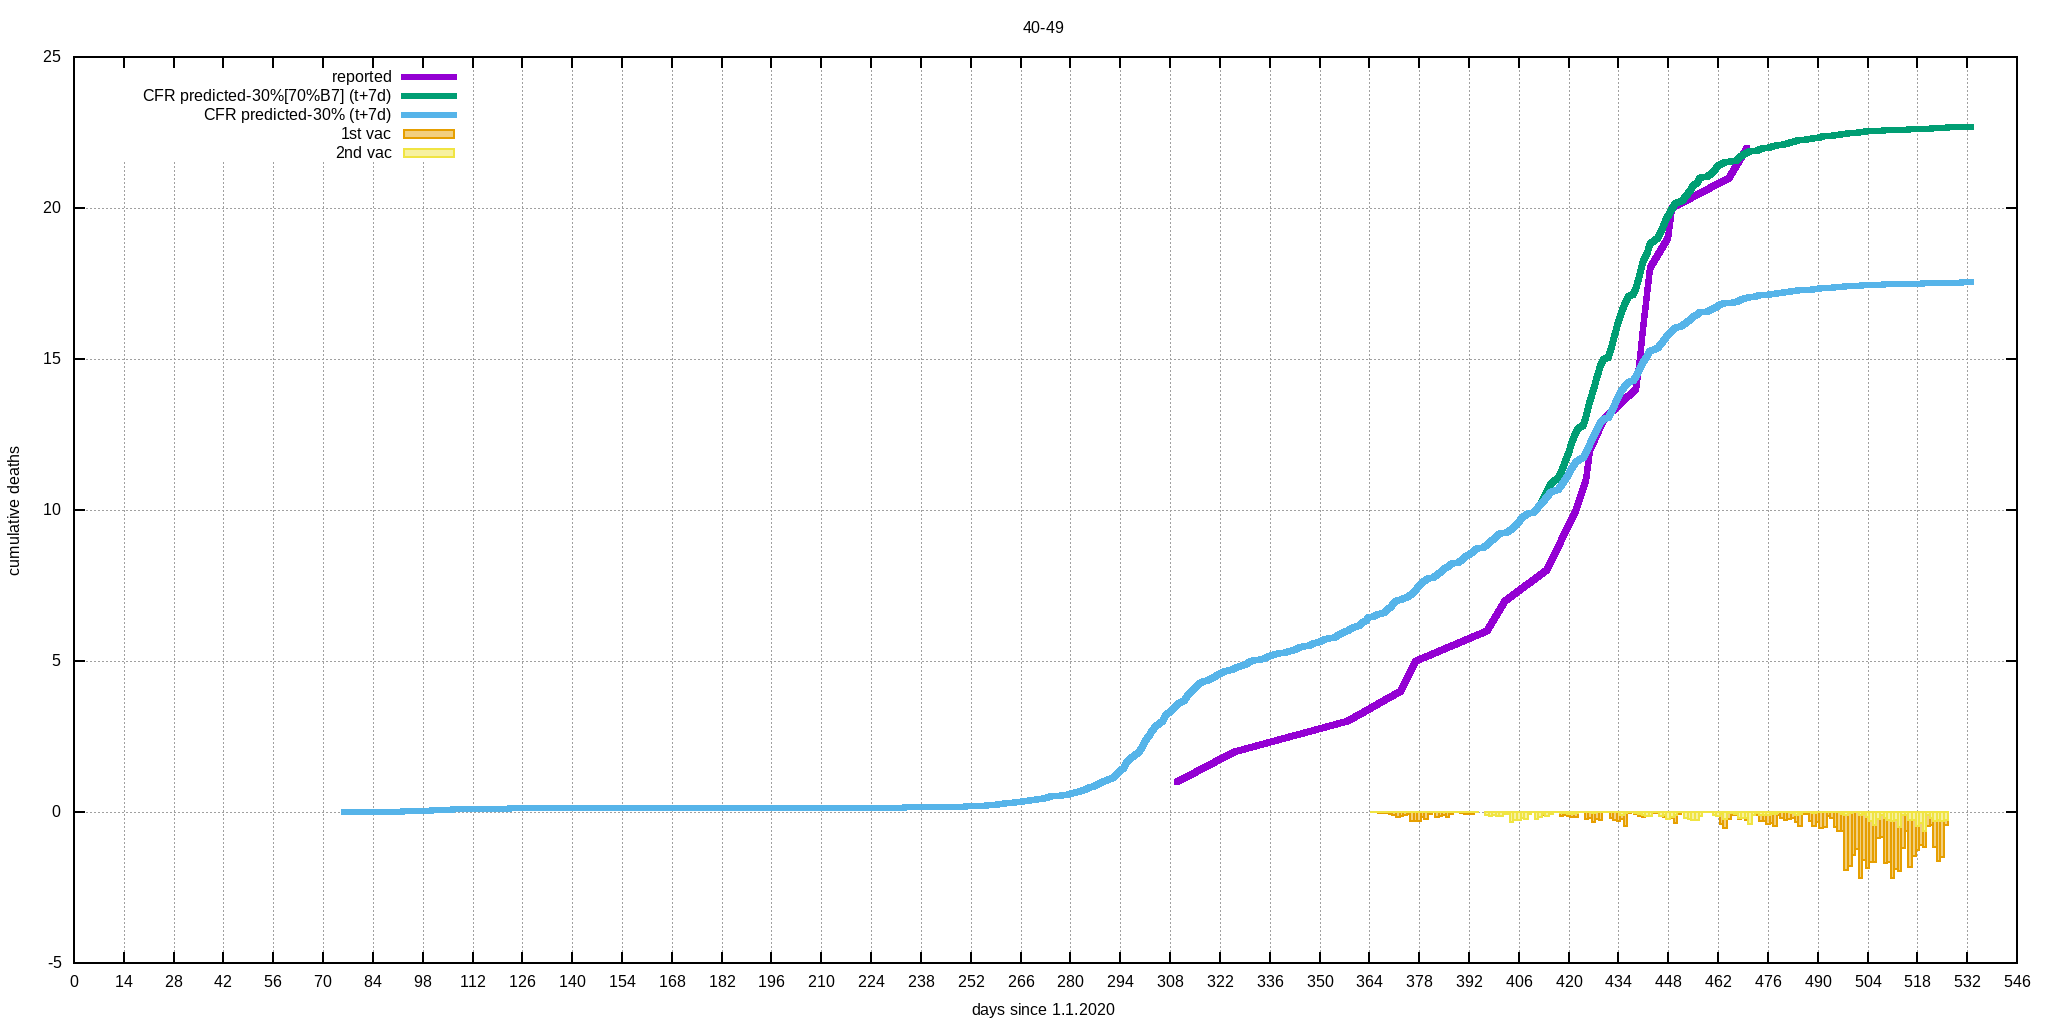 40-49
reported
CFR predicted-30%[70%B7] (t+7d)
CFR predicted-30% (t+7d)
1st vac
2nd vac
25
20
15
10
5
0
-5
cumulative deaths
0 14 28 42 56 70 84 98 112 126 140 154 168 182 196 210 224 238 252 266 280 294 308 322 336 350 364 378 392 406 420 434 448 462 476 490 504 518 532 546
days since 1.1.2020